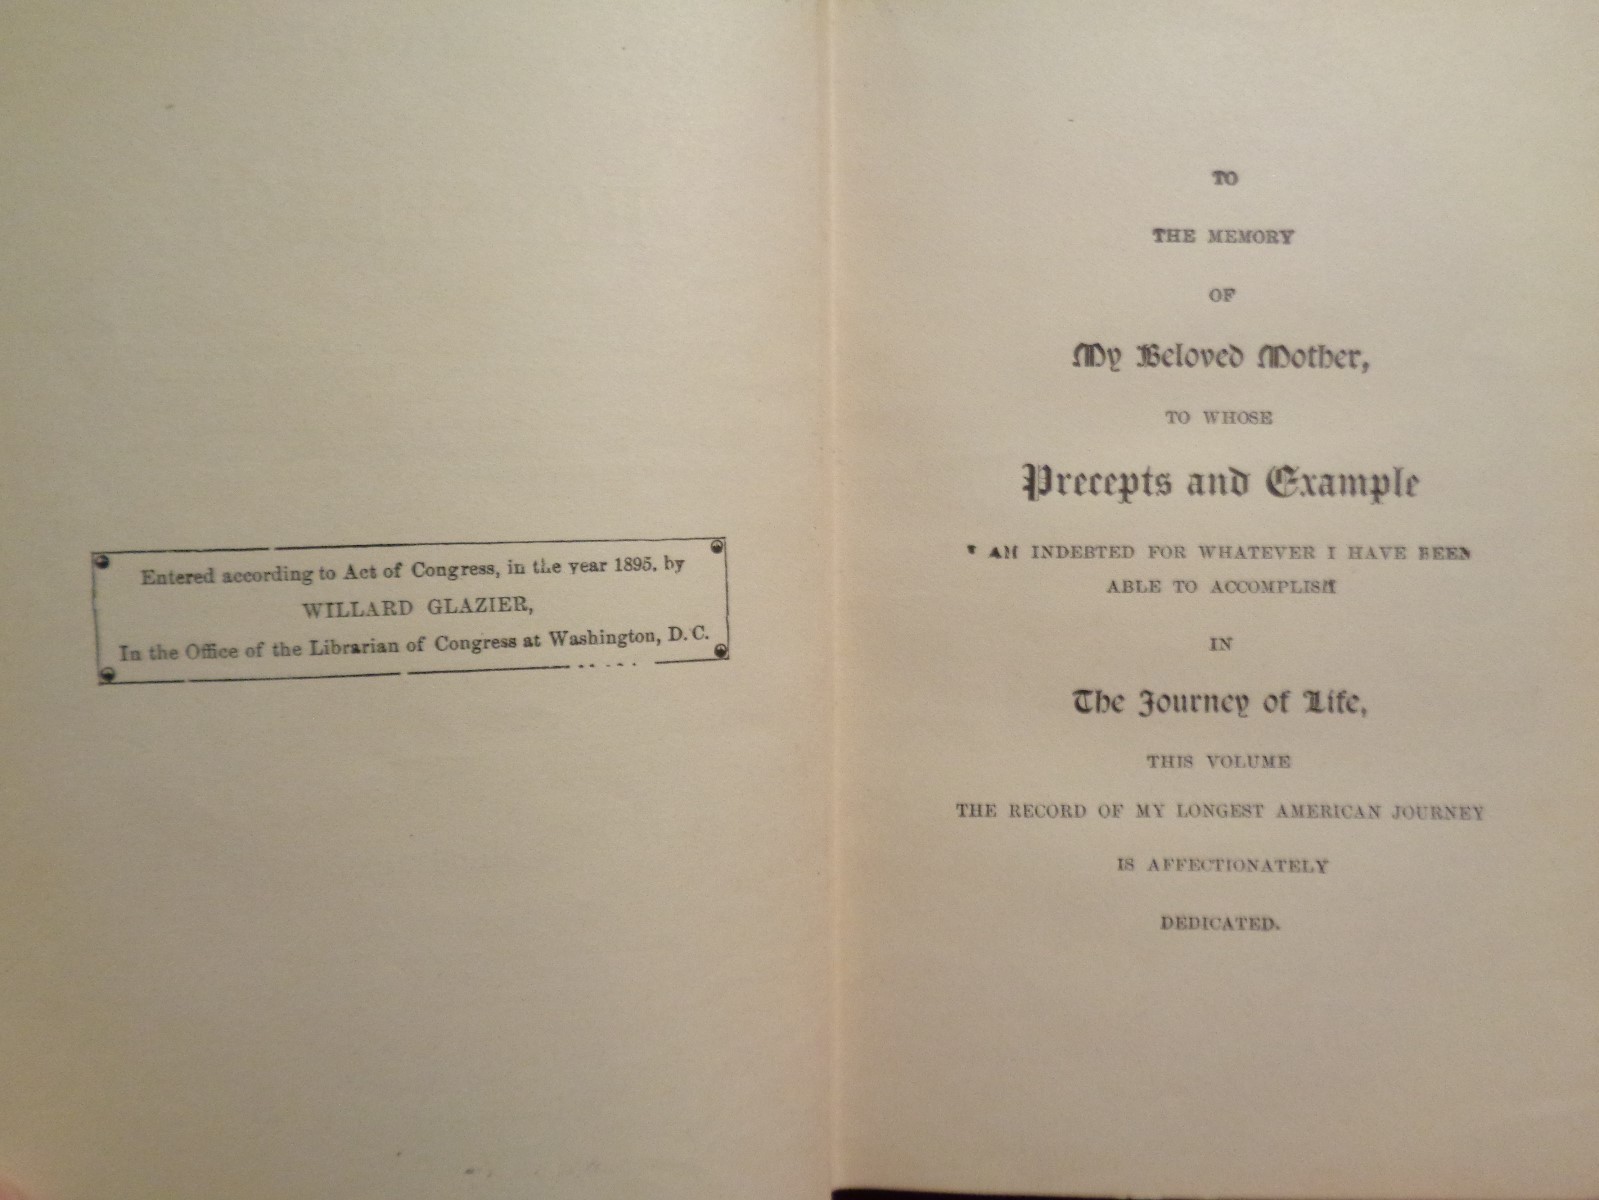 Entered according to Act of Congress, in the year 1895, by
WILLARD GLAZIER,
In the Office of the Librarian of Congress at Washington, D. C.
TO
THE MEMORY
OF
My Beloved Mother,
TO WHOSE
Precepts and Example
I AM INDEBTED FOR WHATEVER I HAVE BEEN
ABLE TO ACCOMPLISH
IN
The Journey of Life,
THIS VOLUME
THE RECORD OF MY LONGEST AMERICAN JOURNEY
IS AFFECTIONATELY
DEDICATED.